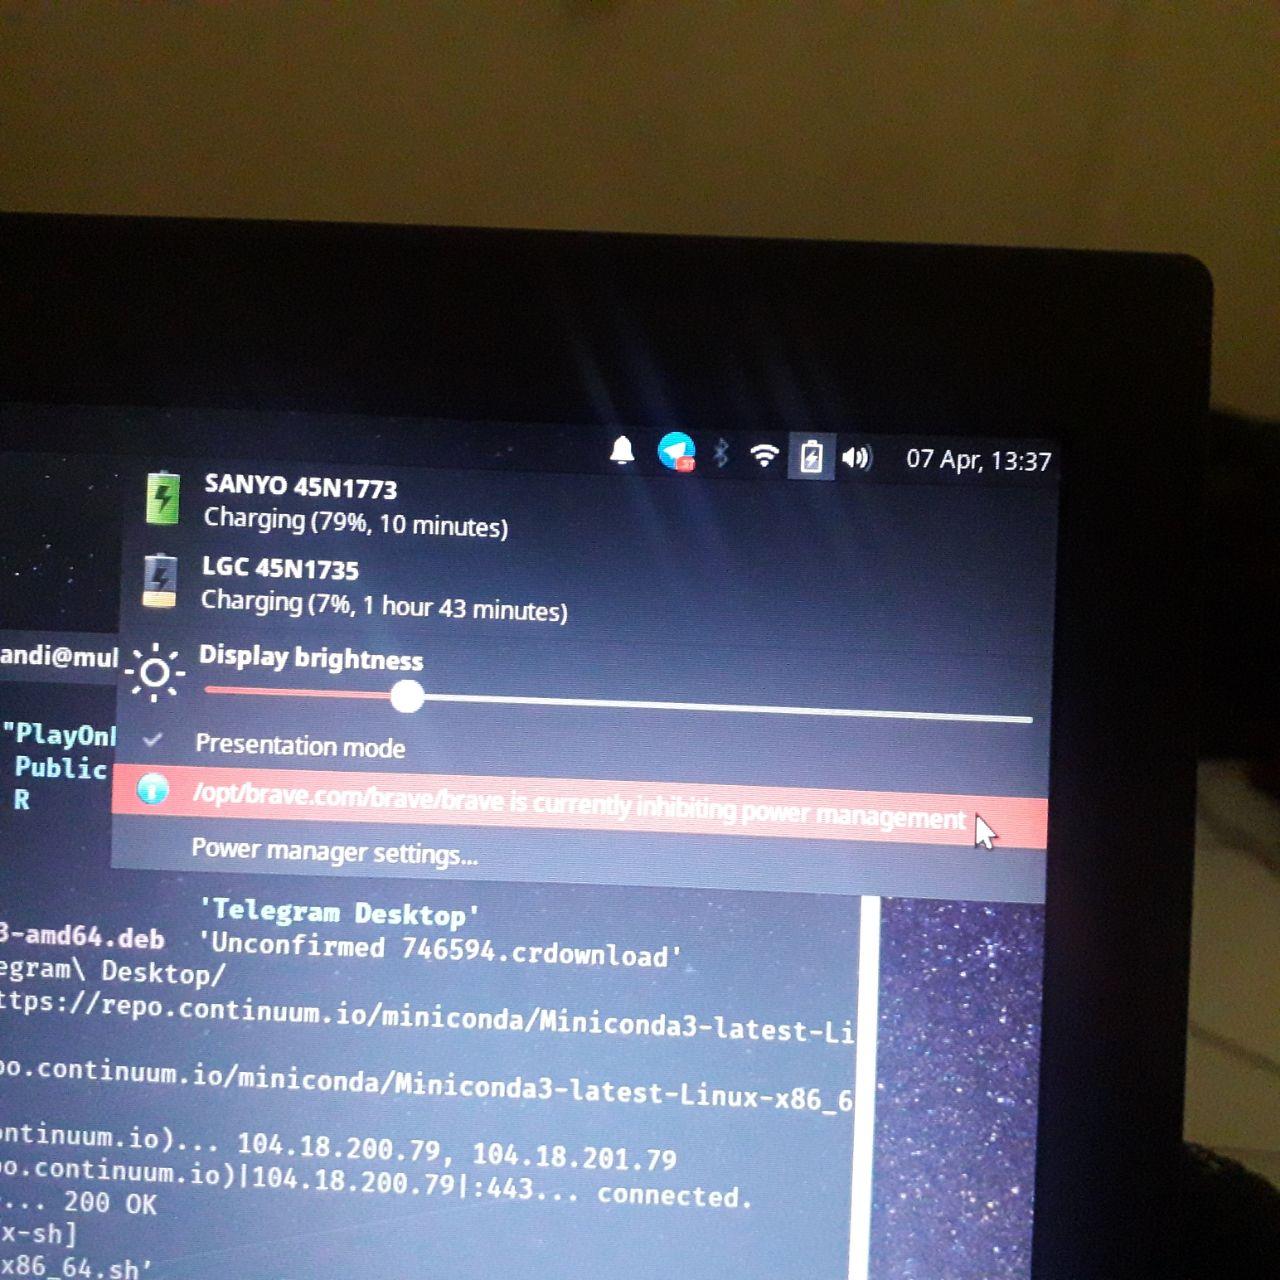 07 Apr, 13:37
SANYO 45N1773
Charging (79%, 10 minutes)
LGC 45N1735
Charging (7%, 1 hour 43 minutes)
andi@mul
Display brightness
"PlayOn
Presentation mode
Public
/opt/brave.com/brave/brave is currently inhibiting power management
R
Power manager settings...
'Telegram Desktop'
3-amd64.deb 'Unconfirmed 746594.crdownload'
egram\ Desktop/
ttps://repo.continuum.io/miniconda/Miniconda3-latest-Li
po.continuum.io/miniconda/Miniconda3-latest-Linux-x86_6
ontinuum.io)... 104.18.200.79, 104.18.201.79
po.continuum.io)|104.18.200.79|:443... connected.
... 200 OK
x-sh]
x86_64.sh'